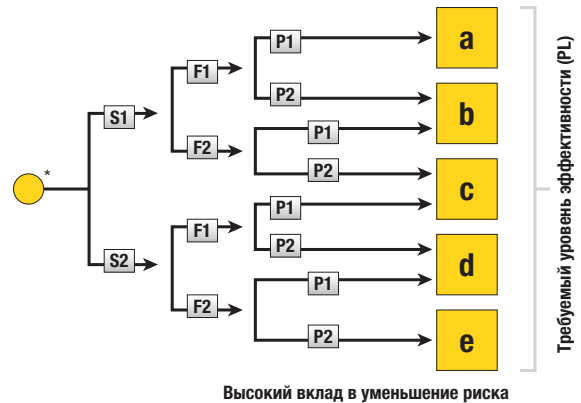 P1
a
F1
P2
b
S1
P1
F2
P2
c
*
P1
F1
P2
d
S2
P1
F2
P2
e
Требуемый уровень эффективности (PL)
Высокий вклад в уменьшение риска